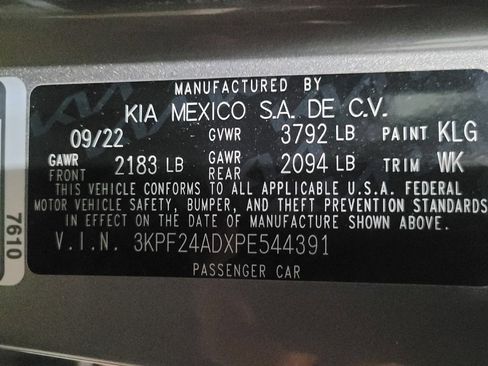 MANUFACTURED BY
KIA MEXICO S.A. DE C.V.
09/22 GVWR 3792 LB PAINT KLG
GAWR FRONT 2183 LB GAWR REAR 2094 LB TRIM WK
THIS VEHICLE CONFORMS TO ALL APPLICABLE U.S.A. FEDERAL
MOTOR VEHICLE SAFETY, BUMPER, AND THEFT PREVENTION STANDARDS
IN EFFECT ON THE DATE OF MANUFACTURE SHOWN ABOVE.
V.I.N. 3KPF24ADXPE544391
PASSENGER CAR
7610